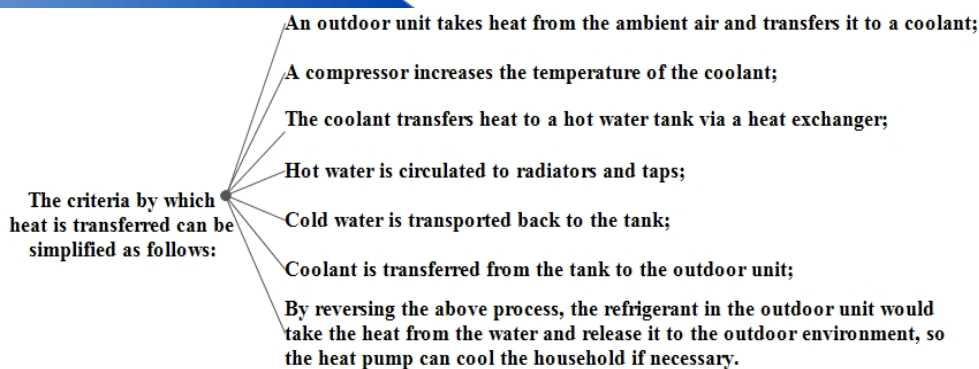 An outdoor unit takes heat from the ambient air and transfers it to a coolant;
A compressor increases the temperature of the coolant;
The coolant transfers heat to a hot water tank via a heat exchanger;
Hot water is circulated to radiators and taps;
The criteria by which
heat is transferred can be
simplified as follows:
Cold water is transported back to the tank;
Coolant is transferred from the tank to the outdoor unit;
By reversing the above process, the refrigerant in the outdoor unit would
take the heat from the water and release it to the outdoor environment, so
the heat pump can cool the household if necessary.